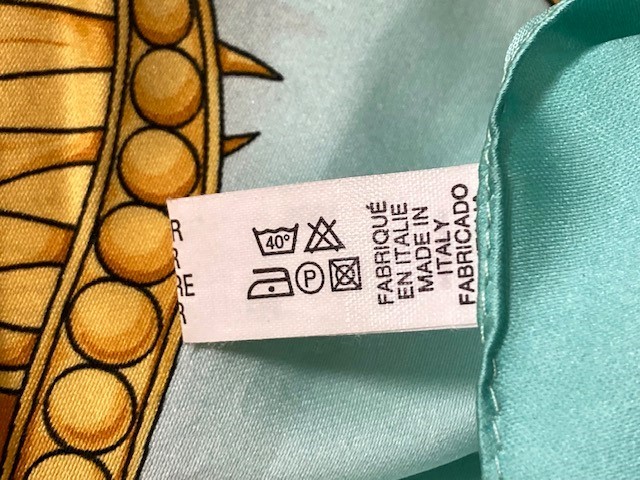 40°
P
FABRIQUÉ
EN ITALIE
MADE IN
ITALY
FABRICADO